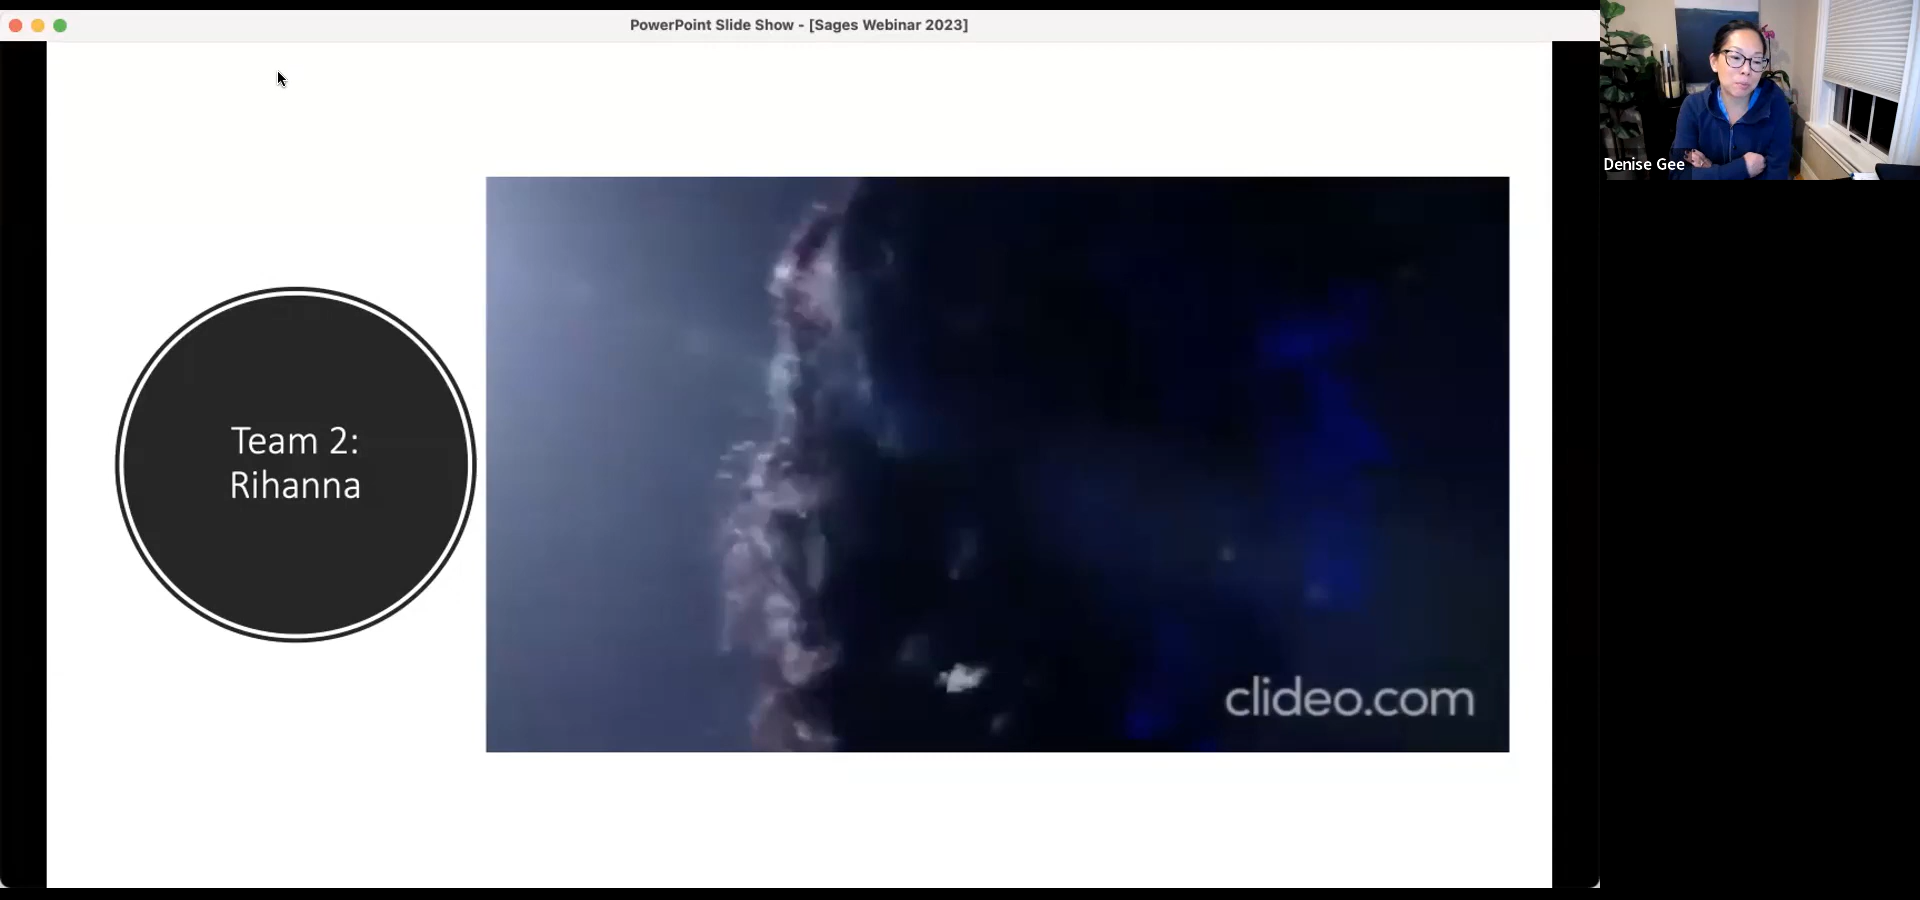 PowerPoint Slide Show - [Sages Webinar 2023]
Denise Gee
Team 2:
Rihanna
clideo.com